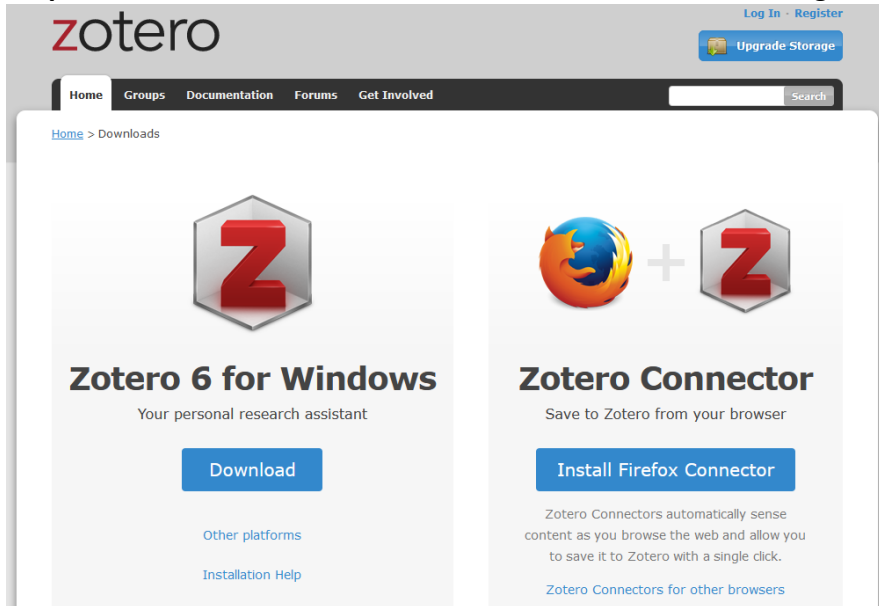 zotero
Log In · Register
Upgrade Storage
Home Groups Documentation Forums Get Involved
Search
Home > Downloads
Z
Zotero 6 for Windows
Your personal research assistant
Download
Other platforms
Installation Help
+ Z
Zotero Connector
Save to Zotero from your browser
Install Firefox Connector
Zotero Connectors automatically sense
content as you browse the web and allow you
to save it to Zotero with a single click.
Zotero Connectors for other browsers